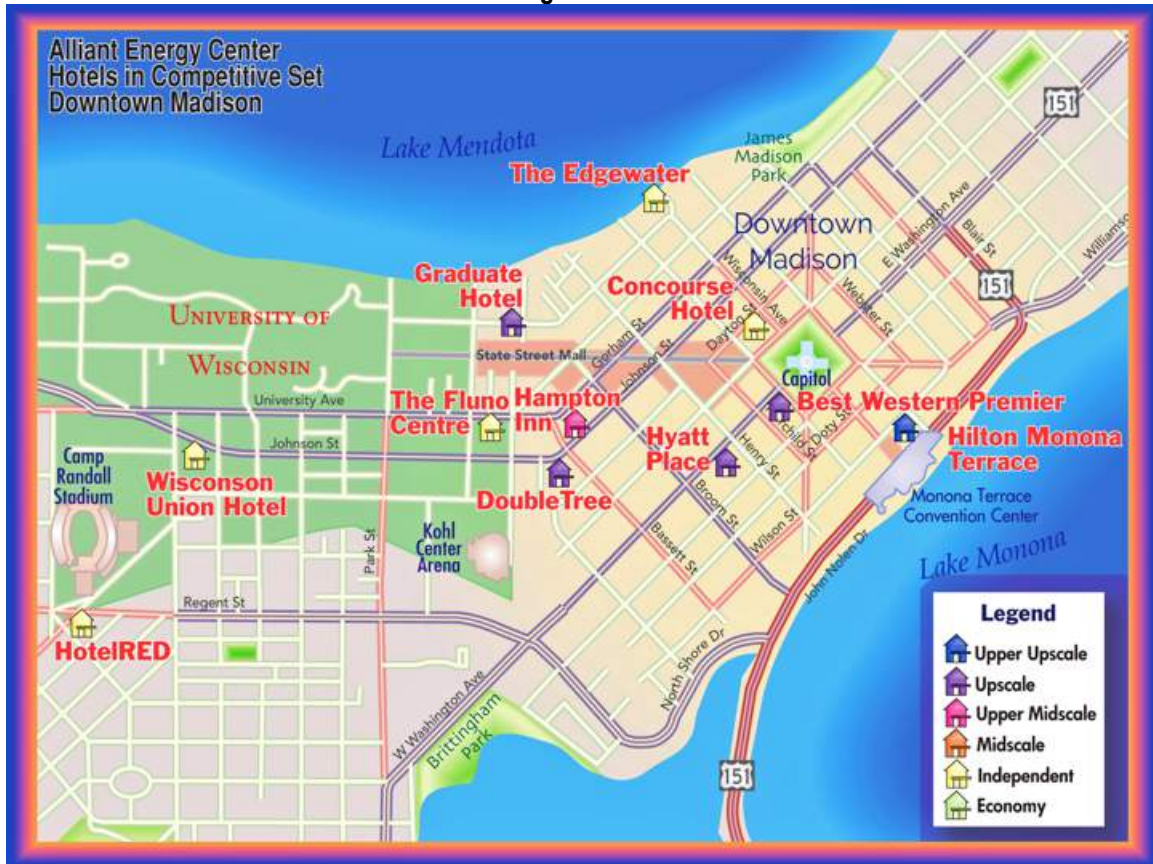 Alliant Energy Center
Hotels in Competitive Set
Downtown Madison
151
Lake Mendota
James
Madison
Park
The Edgewater
Downtown
Madison
E Washington Ave
Blair St
Williamso
151
Wisconsin Ave
Webster St
Graduate
Hotel
Concourse
Hotel
Dayton St
UNIVERSITY OF
WISCONSIN
State Street Mall
Gorham St
Johnson St
Capitol
University Ave
The Fluno
Centre
Hampton
Inn
Best Western Premier
Johnson St
Doty St
Hyatt
Place
Henry St
Hilton Monona
Terrace
Camp
Randall
Stadium
Wisconson
Union Hotel
DoubleTree
Broom St
Monona Terrace
Convention Center
Kohl
Center
Arena
Park St
Bassett St
Wilson St
John Nolen Dr
Lake Monona
Regent St
HotelRED
North Shore Dr
W Washington Ave
Brittingham
Park
151
Legend
Upper Upscale
Upscale
Upper Midscale
Midscale
Independent
Economy